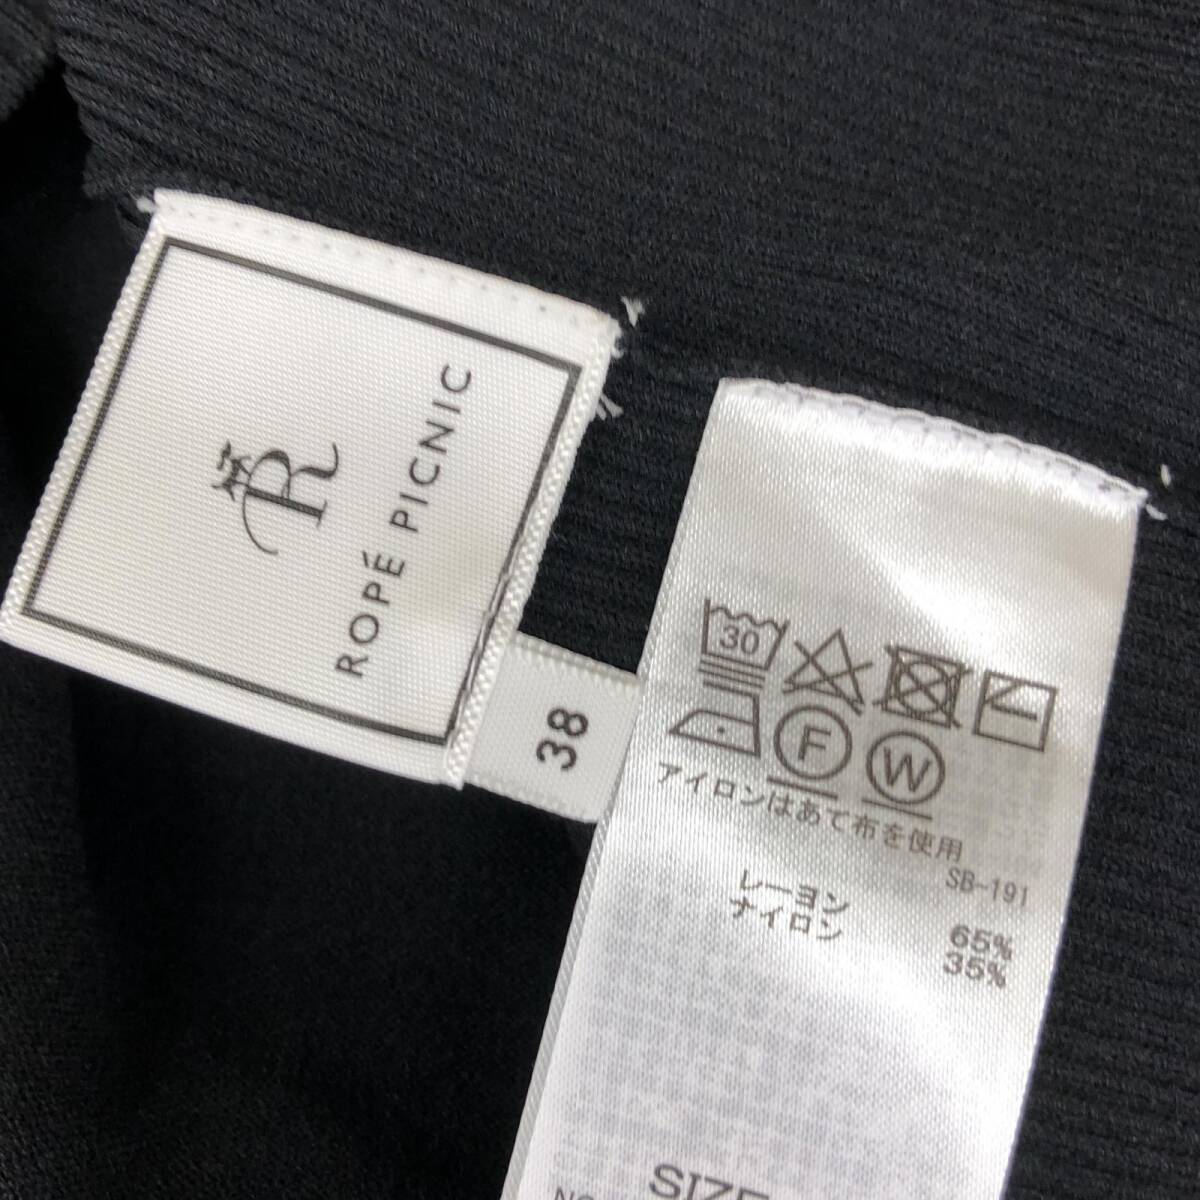 R
ROPÉ PICNIC
38
30
F W
アイロンはあて布を使用
SB-191
レーヨン 65%
ナイロン 35%
SIZE